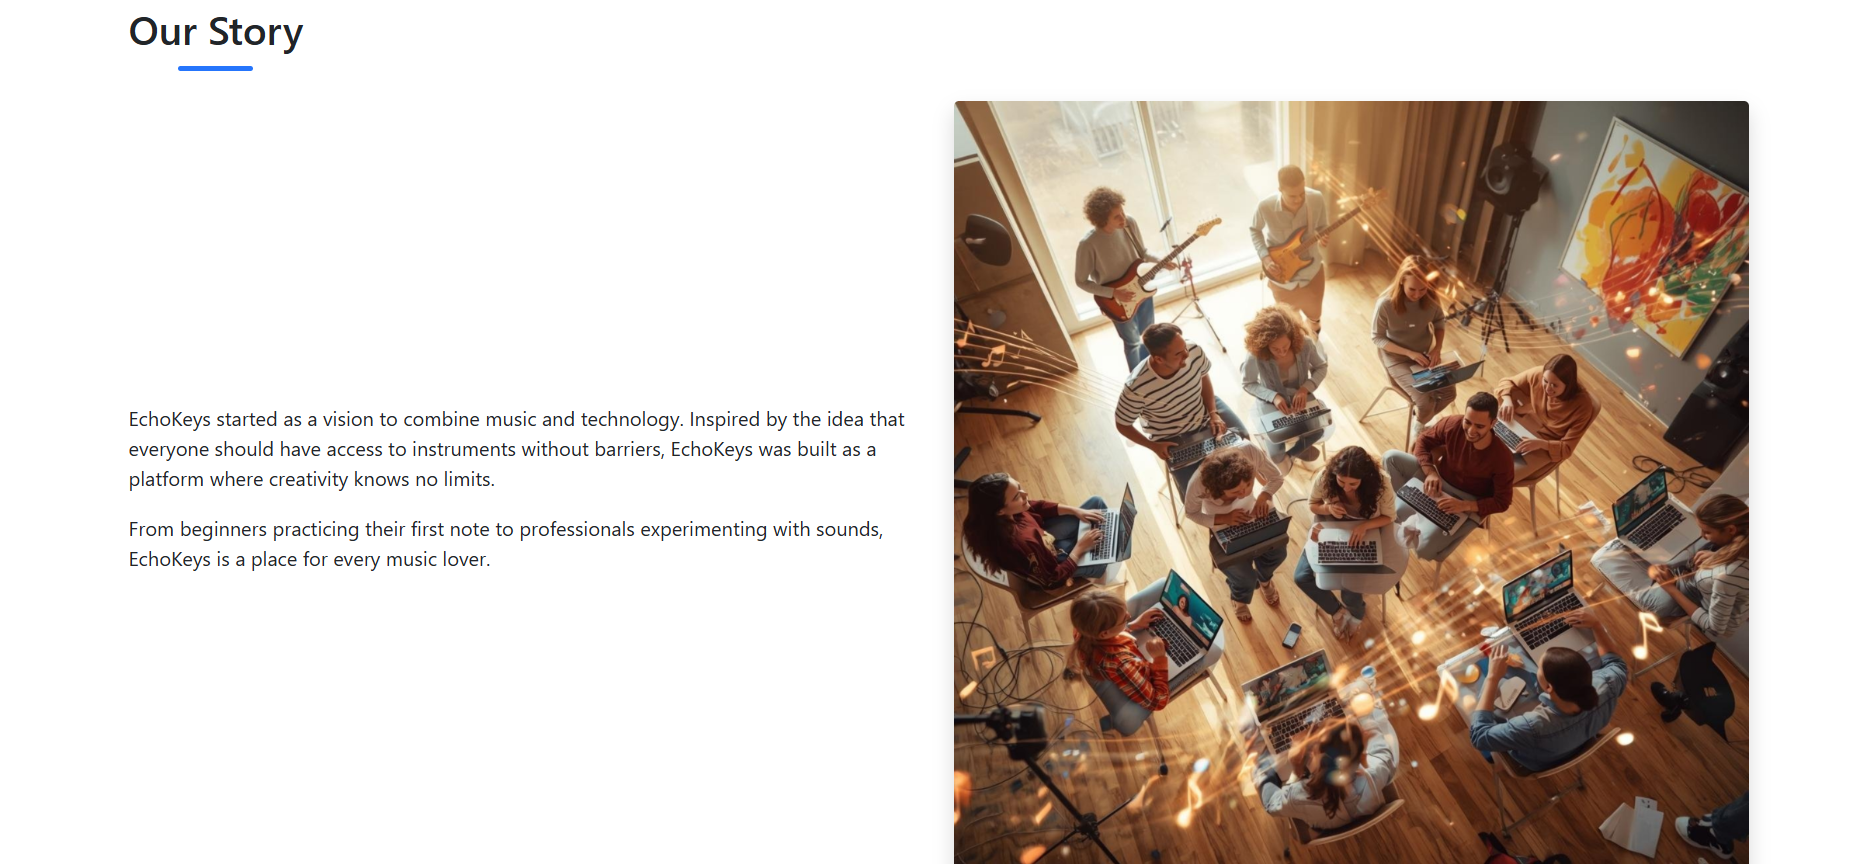 Our Story
EchoKeys started as a vision to combine music and technology. Inspired by the idea that
everyone should have access to instruments without barriers, EchoKeys was built as a
platform where creativity knows no limits.
From beginners practicing their first note to professionals experimenting with sounds,
EchoKeys is a place for every music lover.